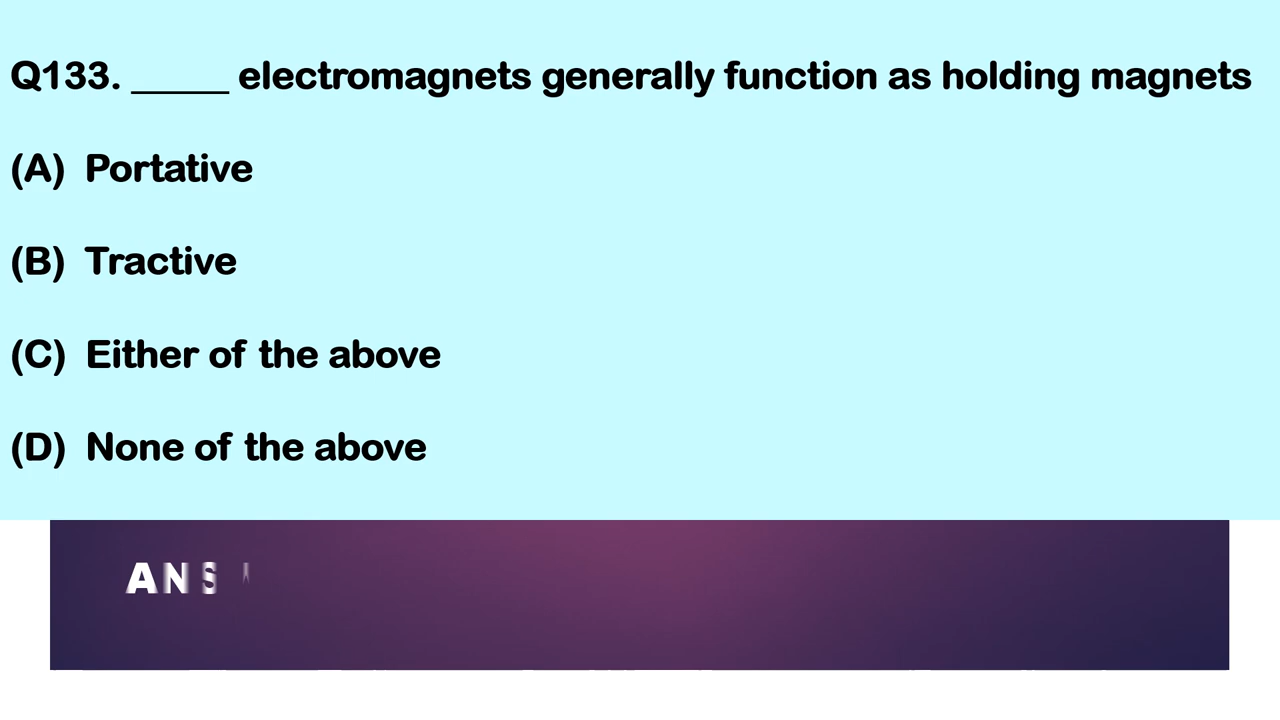 Q133. _____ electromagnets generally function as holding magnets
(A) Portative
(B) Tractive
(C) Either of the above
(D) None of the above
ANS